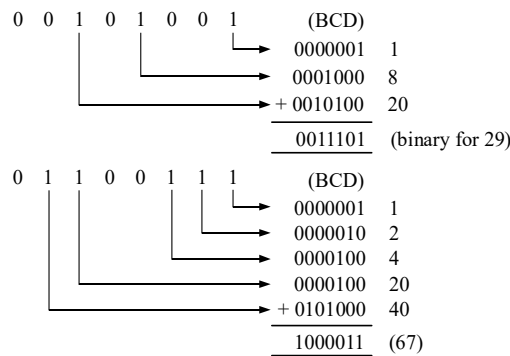 0 0 1 0 1 0 0 1 (BCD)
0000001 1
0001000 8
+ 0010100 20
0011101 (binary for 29)
0 1 1 0 0 1 1 1 (BCD)
0000001 1
0000010 2
0000100 4
0000100 20
+ 0101000 40
1000011 (67)